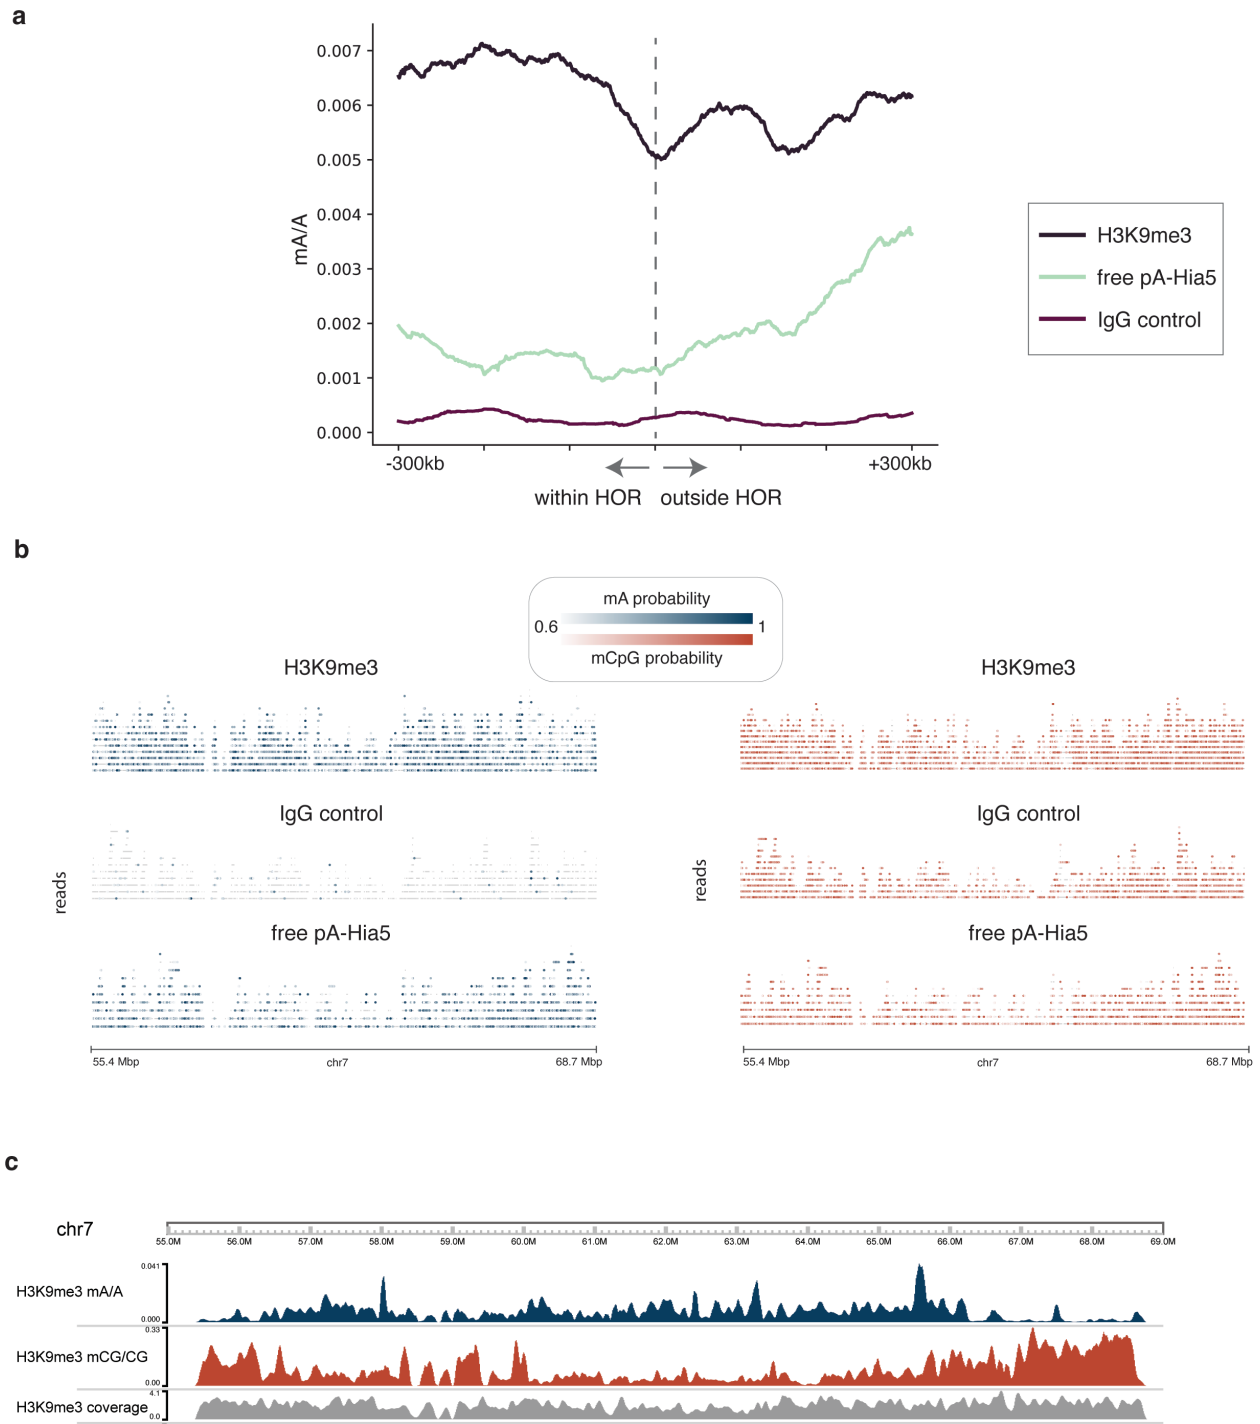 a
0.007
0.006
0.005
0.004
0.003
0.002
0.001
0.000
mA/A
-300kb
+300kb
within HOR
outside HOR
H3K9me3
free pA-Hia5
IgG control
b
mA probability
0.6
1
mCpG probability
H3K9me3
H3K9me3
IgG control
IgG control
reads
reads
free pA-Hia5
free pA-Hia5
55.4 Mbp
chr7
68.7 Mbp
55.4 Mbp
chr7
68.7 Mbp
c
chr7
55.0M 56.0M 57.0M 58.0M 59.0M 60.0M 61.0M 62.0M 63.0M 64.0M 65.0M 66.0M 67.0M 68.0M 69.0M
0.041
H3K9me3 mA/A
0.000
0.33
H3K9me3 mCG/CG
0.00
4.1
H3K9me3 coverage
0.0